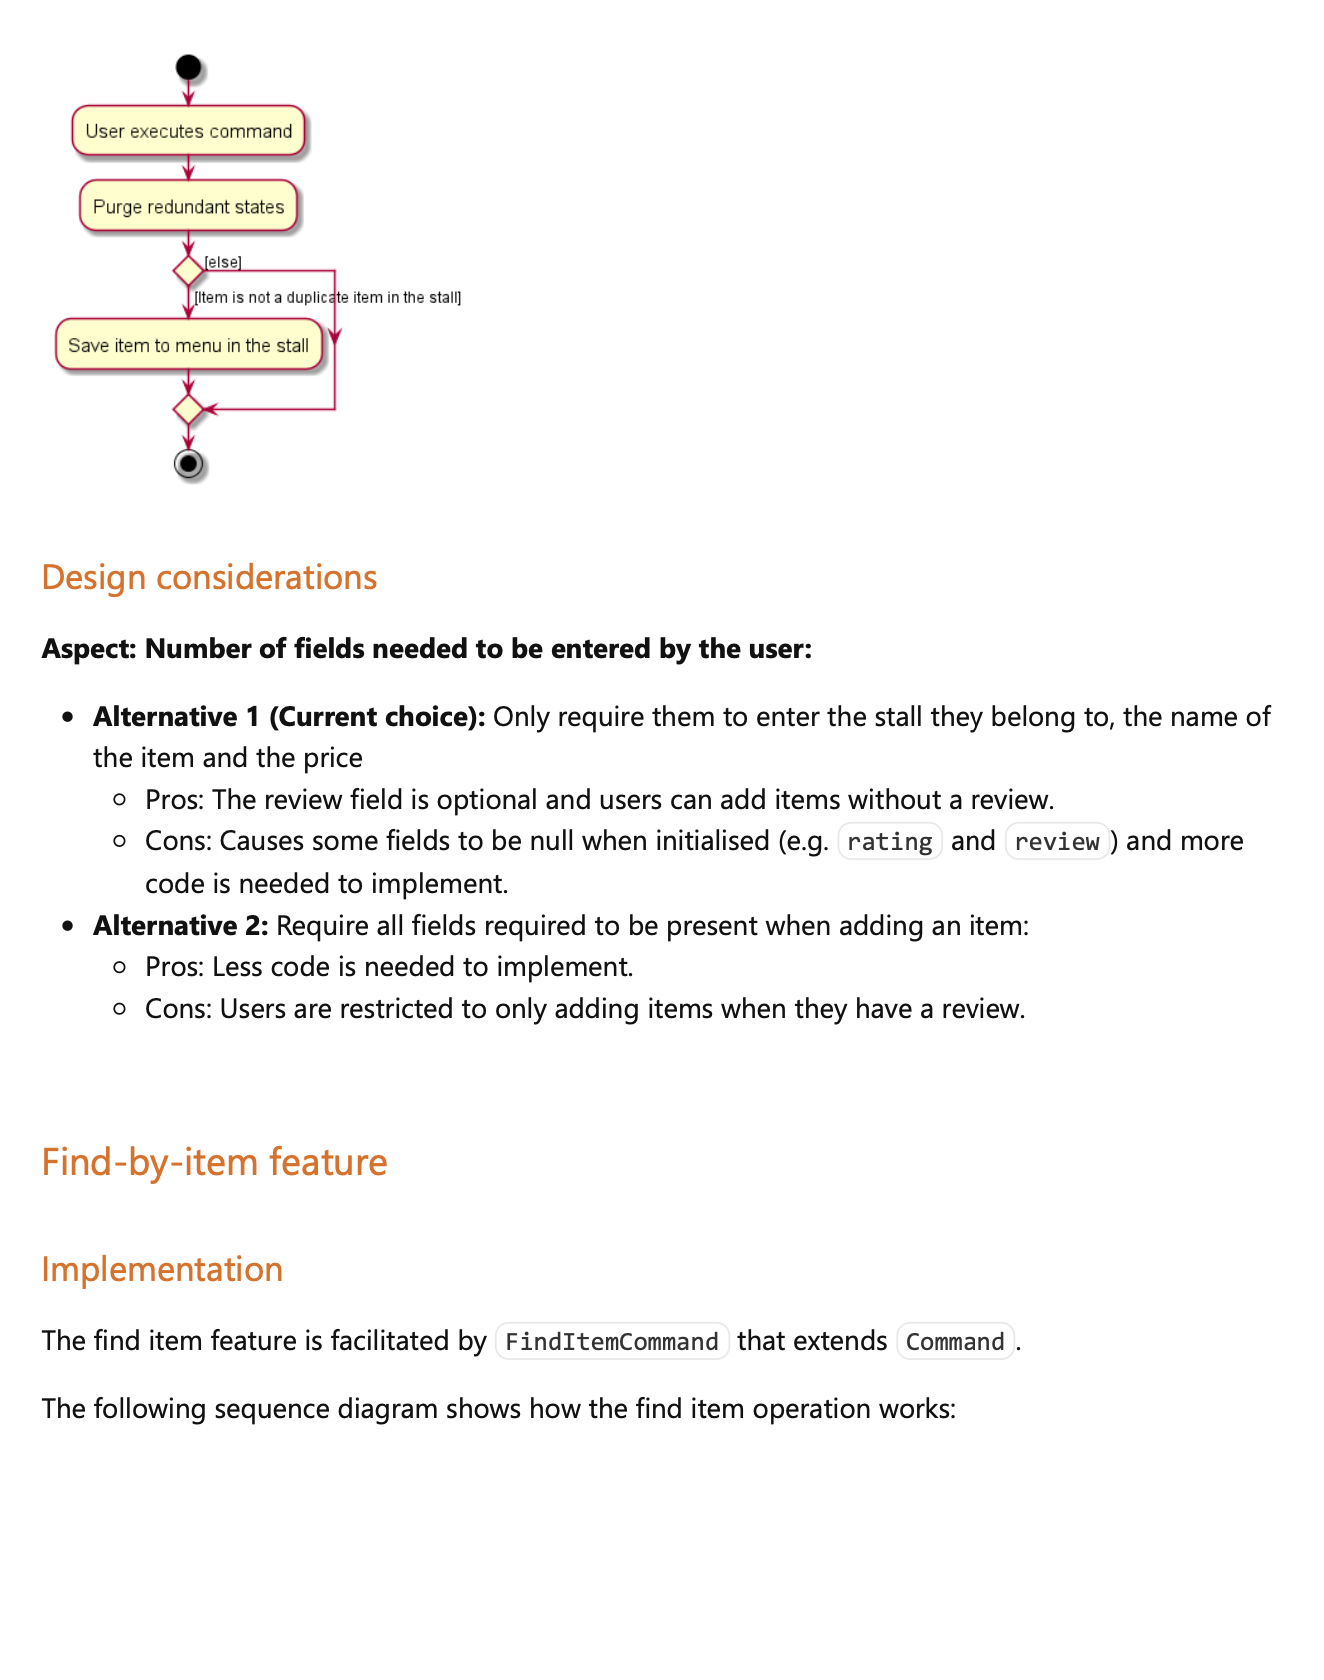 User executes command
Purge redundant states
[else]
[Item is not a duplicate item in the stall]
Save item to menu in the stall
Design considerations
Aspect: Number of fields needed to be entered by the user:
Alternative 1 (Current choice): Only require them to enter the stall they belong to, the name of
the item and the price
Pros: The review field is optional and users can add items without a review.
Cons: Causes some fields to be null when initialised (e.g. rating and review) and more
code is needed to implement.
Alternative 2: Require all fields required to be present when adding an item:
Pros: Less code is needed to implement.
Cons: Users are restricted to only adding items when they have a review.
Find-by-item feature
Implementation
The find item feature is facilitated by FindItemCommand that extends Command.
The following sequence diagram shows how the find item operation works: